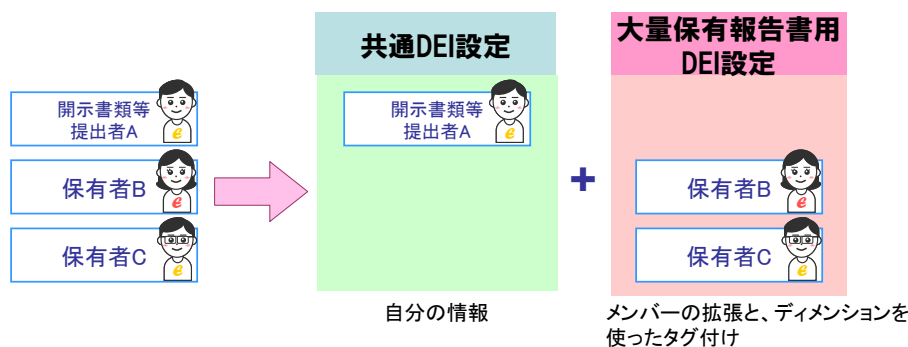 開示書類等
提出者A
e
保有者B
e
保有者C
e
共通DEI設定
開示書類等
提出者A
e
自分の情報
+
大量保有報告書用
DEI設定
保有者B
e
保有者C
e
メンバーの拡張と、ディメンションを
使ったタグ付け